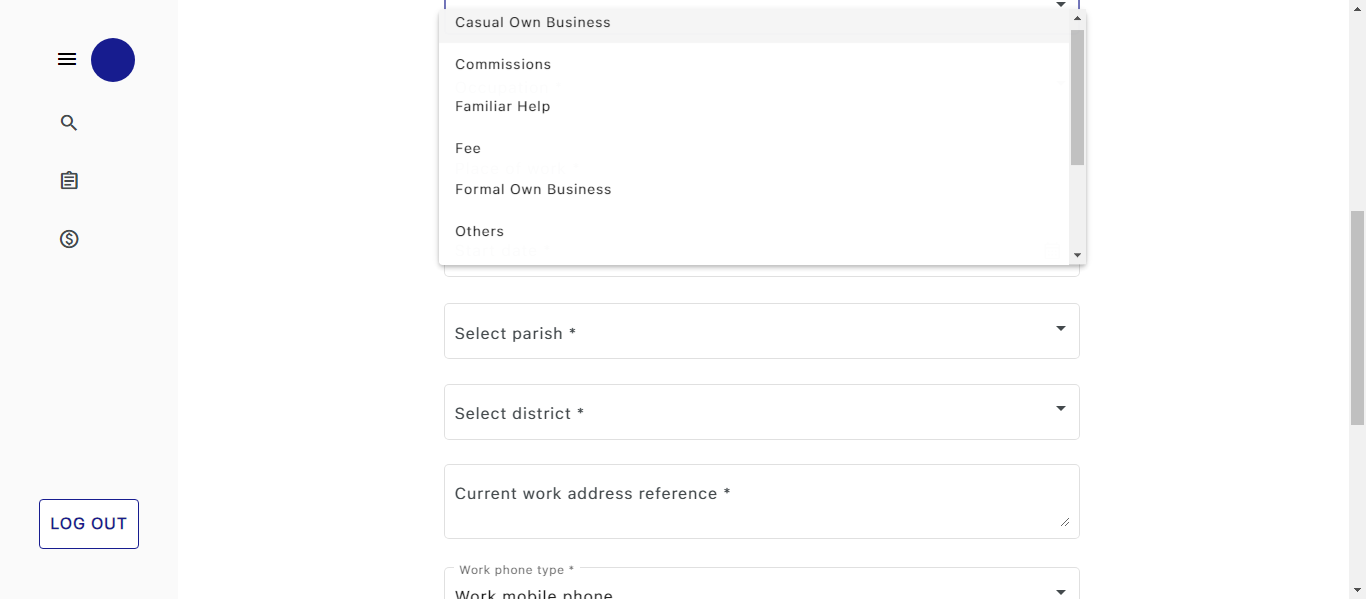 Casual Own Business
Commissions
Familiar Help
Fee
Formal Own Business
Others
Select parish *
Select district *
Current work address reference *
Work phone type *
Work mobile phone
LOG OUT